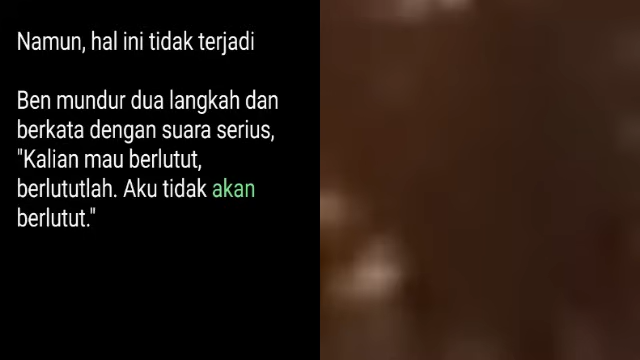 Namun, hal ini tidak terjadi
Ben mundur dua langkah dan
berkata dengan suara serius,
"Kalian mau berlutut,
berlututlah. Aku tidak akan
berlutut."